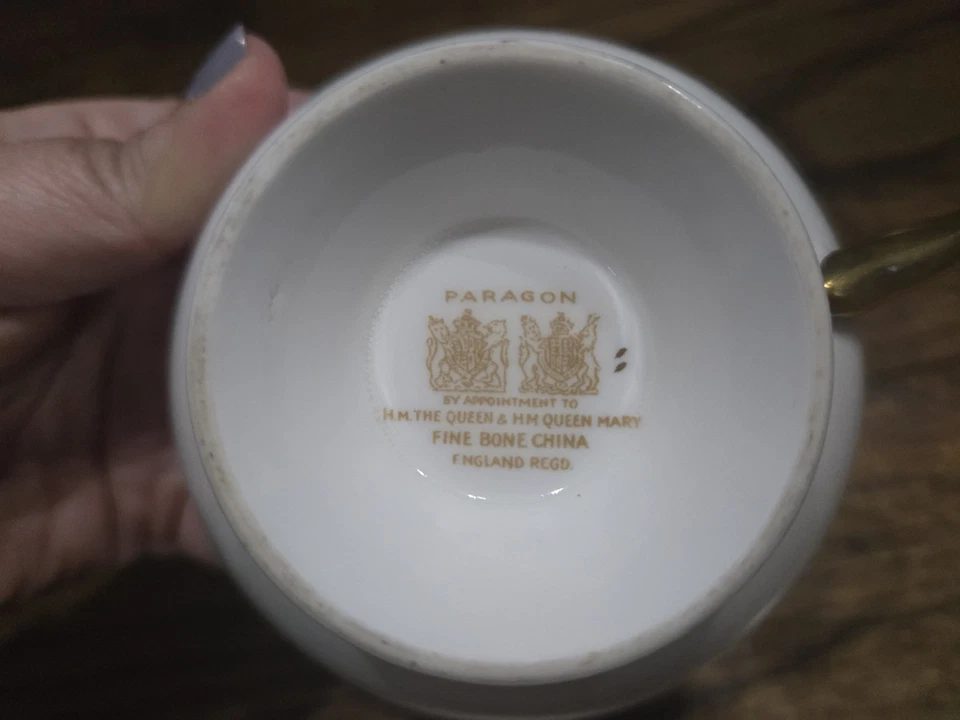 PARAGON
BY APPOINTMENT TO
H.M. THE QUEEN & H M QUEEN MARY
FINE BONE CHINA
ENGLAND REGD.